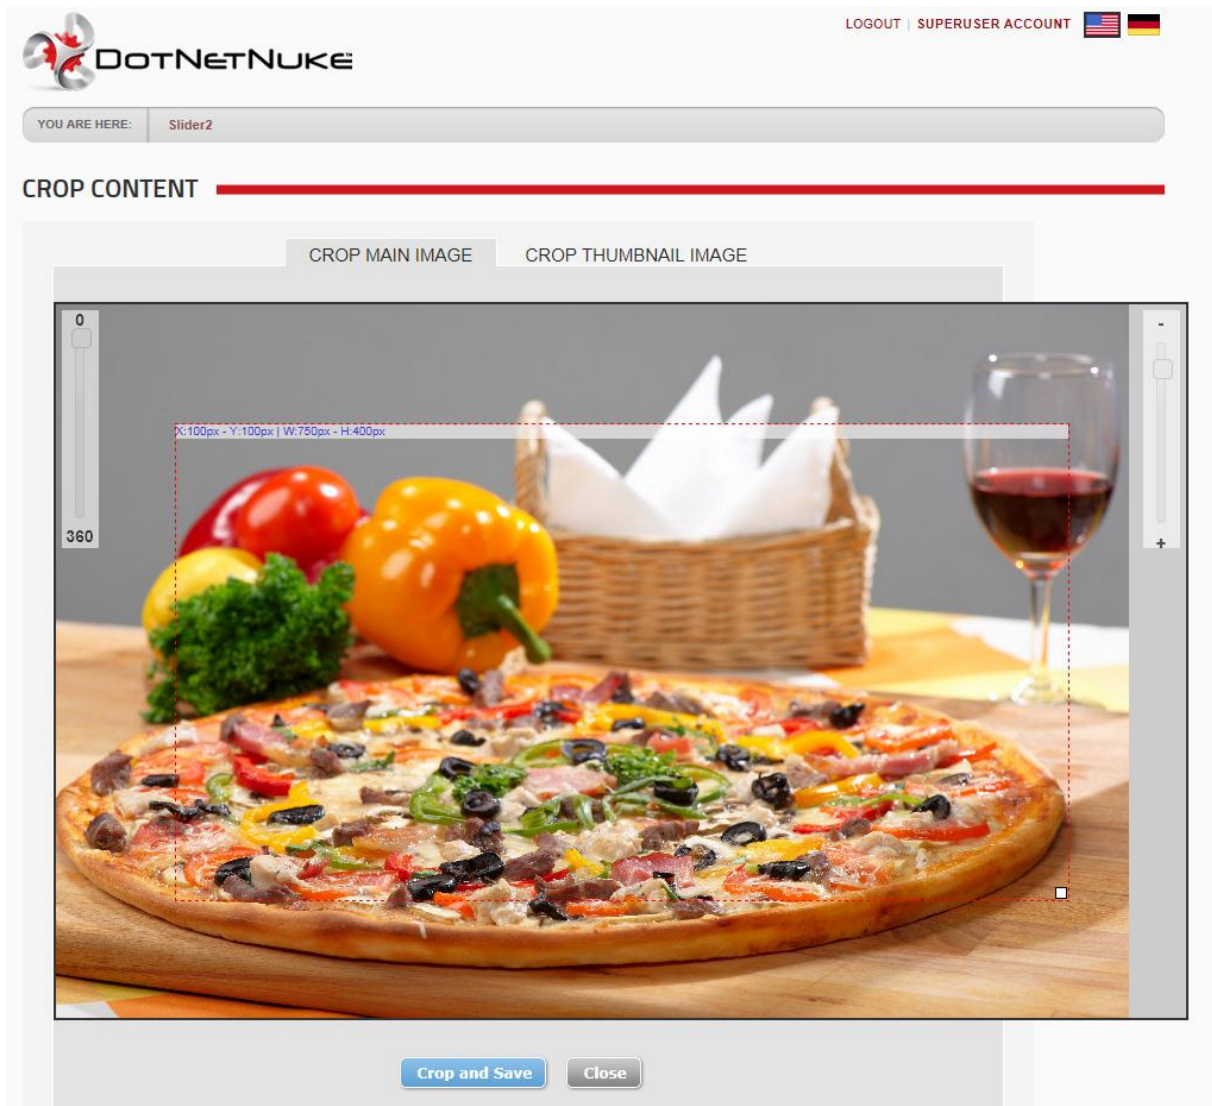 LOGOUT | SUPERUSER ACCOUNT
DotNetNuke
YOU ARE HERE: Slider2
CROP CONTENT
CROP MAIN IMAGE CROP THUMBNAIL IMAGE
0 -
X:100px - Y:100px | W:750px - H:400px
360 +
Crop and Save Close